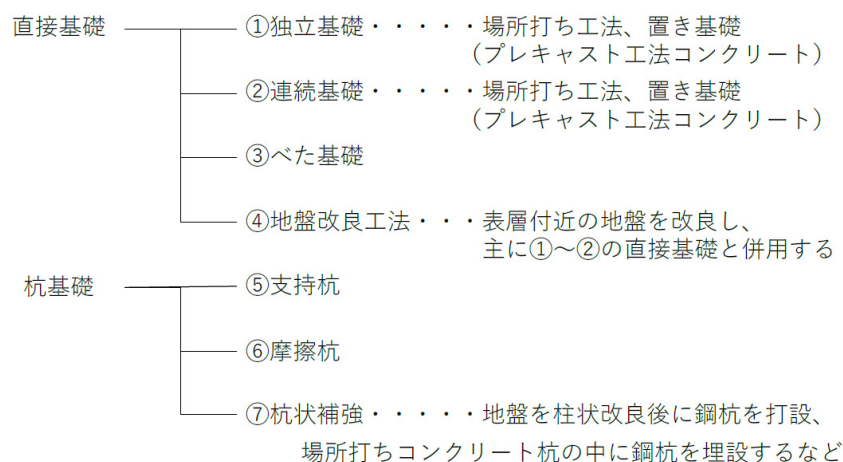 直接基礎 ①独立基礎・・・・・場所打ち工法、置き基礎
（プレキャスト工法コンクリート）
②連続基礎・・・・・場所打ち工法、置き基礎
（プレキャスト工法コンクリート）
③べた基礎
④地盤改良工法・・・表層付近の地盤を改良し、
主に①～②の直接基礎と併用する
杭基礎 ⑤支持杭
⑥摩擦杭
⑦杭状補強・・・・・地盤を柱状改良後に鋼杭を打設、
場所打ちコンクリート杭の中に鋼杭を埋設するなど